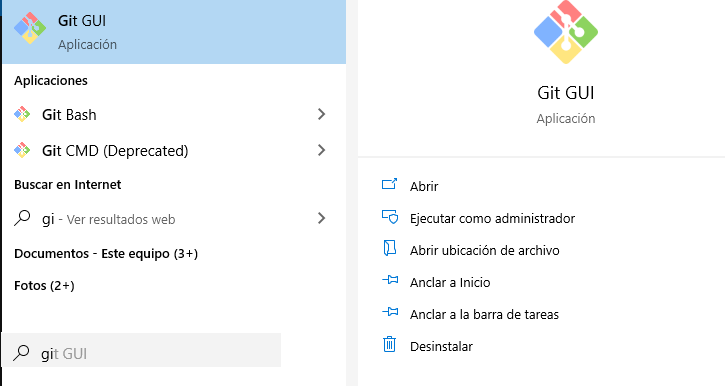 Git GUI
Aplicación
Aplicaciones
Git Bash
Git CMD (Deprecated)
Buscar en Internet
gi - Ver resultados web
Documentos - Este equipo (3+)
Fotos (2+)
git GUI
Git GUI
Aplicación
Abrir
Ejecutar como administrador
Abrir ubicación de archivo
Anclar a Inicio
Anclar a la barra de tareas
Desinstalar